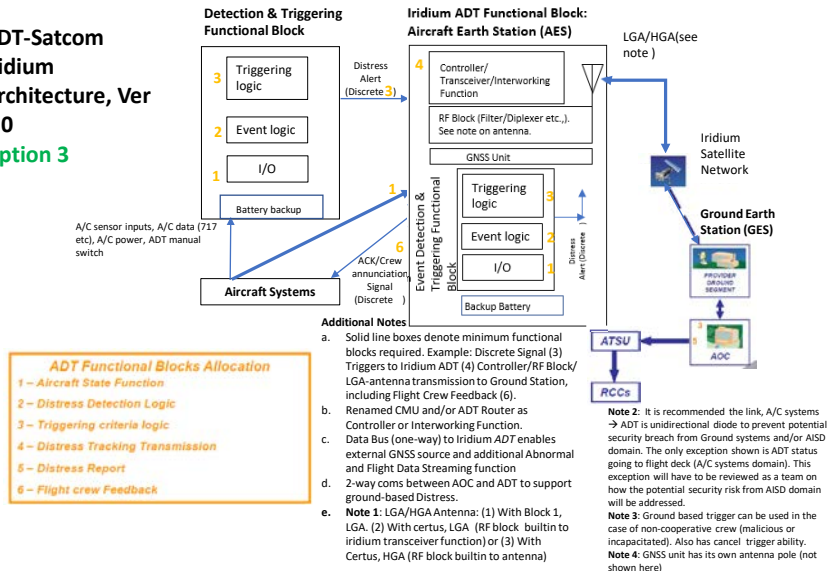 DT-Satcom
idium
rchitecture, Ver
0
ption 3
Detection & Triggering
Functional Block
3
Triggering
logic
2
Event logic
1
I/O
Battery backup
Distress
Alert
(Discrete 3)
Iridium ADT Functional Block:
Aircraft Earth Station (AES)
4
Controller/
Transceiver/Interworking
Function
RF Block (Filter/Diplexer etc.,).
See note on antenna.
GNSS Unit
Event Detection &
Triggering Functional
Block
Triggering
logic
3
Event logic
2
I/O
1
Distress
Alert (Discrete )
Backup Battery
LGA/HGA(see
note )
Iridium
Satellite
Network
Ground Earth
Station (GES)
PROVIDER
GROUND
SEGMENT
3
5
AOC
ATSU
RCCs
A/C sensor inputs, A/C data (717
etc), A/C power, ADT manual
switch
1
6
ACK/Crew
annunciation
Signal
(Discrete )
Aircraft Systems
ADT Functional Blocks Allocation
1 – Aircraft State Function
2 – Distress Detection Logic
3 – Triggering criteria logic
4 – Distress Tracking Transmission
5 – Distress Report
6 – Flight crew Feedback
Additional Notes
a. Solid line boxes denote minimum functional
blocks required. Example: Discrete Signal (3)
Triggers to Iridium ADT (4) Controller/RF Block/
LGA-antenna transmission to Ground Station,
including Flight Crew Feedback (6).
b. Renamed CMU and/or ADT Router as
Controller or Interworking Function.
c. Data Bus (one-way) to Iridium ADT enables
external GNSS source and additional Abnormal
and Flight Data Streaming function
d. 2-way coms between AOC and ADT to support
ground-based Distress.
e. Note 1: LGA/HGA Antenna: (1) With Block 1,
LGA. (2) With certus, LGA (RF block builtin to
iridium transceiver function) or (3) With
Certus, HGA (RF block builtin to antenna)
Note 2: It is recommended the link, A/C systems
→ ADT is unidirectional diode to prevent potential
security breach from Ground systems and/or AISD
domain. The only exception shown is ADT status
going to flight deck (A/C systems domain). This
exception will have to be reviewed as a team on
how the potential security risk from AISD domain
will be addressed.
Note 3: Ground based trigger can be used in the
case of non-cooperative crew (malicious or
incapacitated). Also has cancel trigger ability.
Note 4: GNSS unit has its own antenna pole (not
shown here)